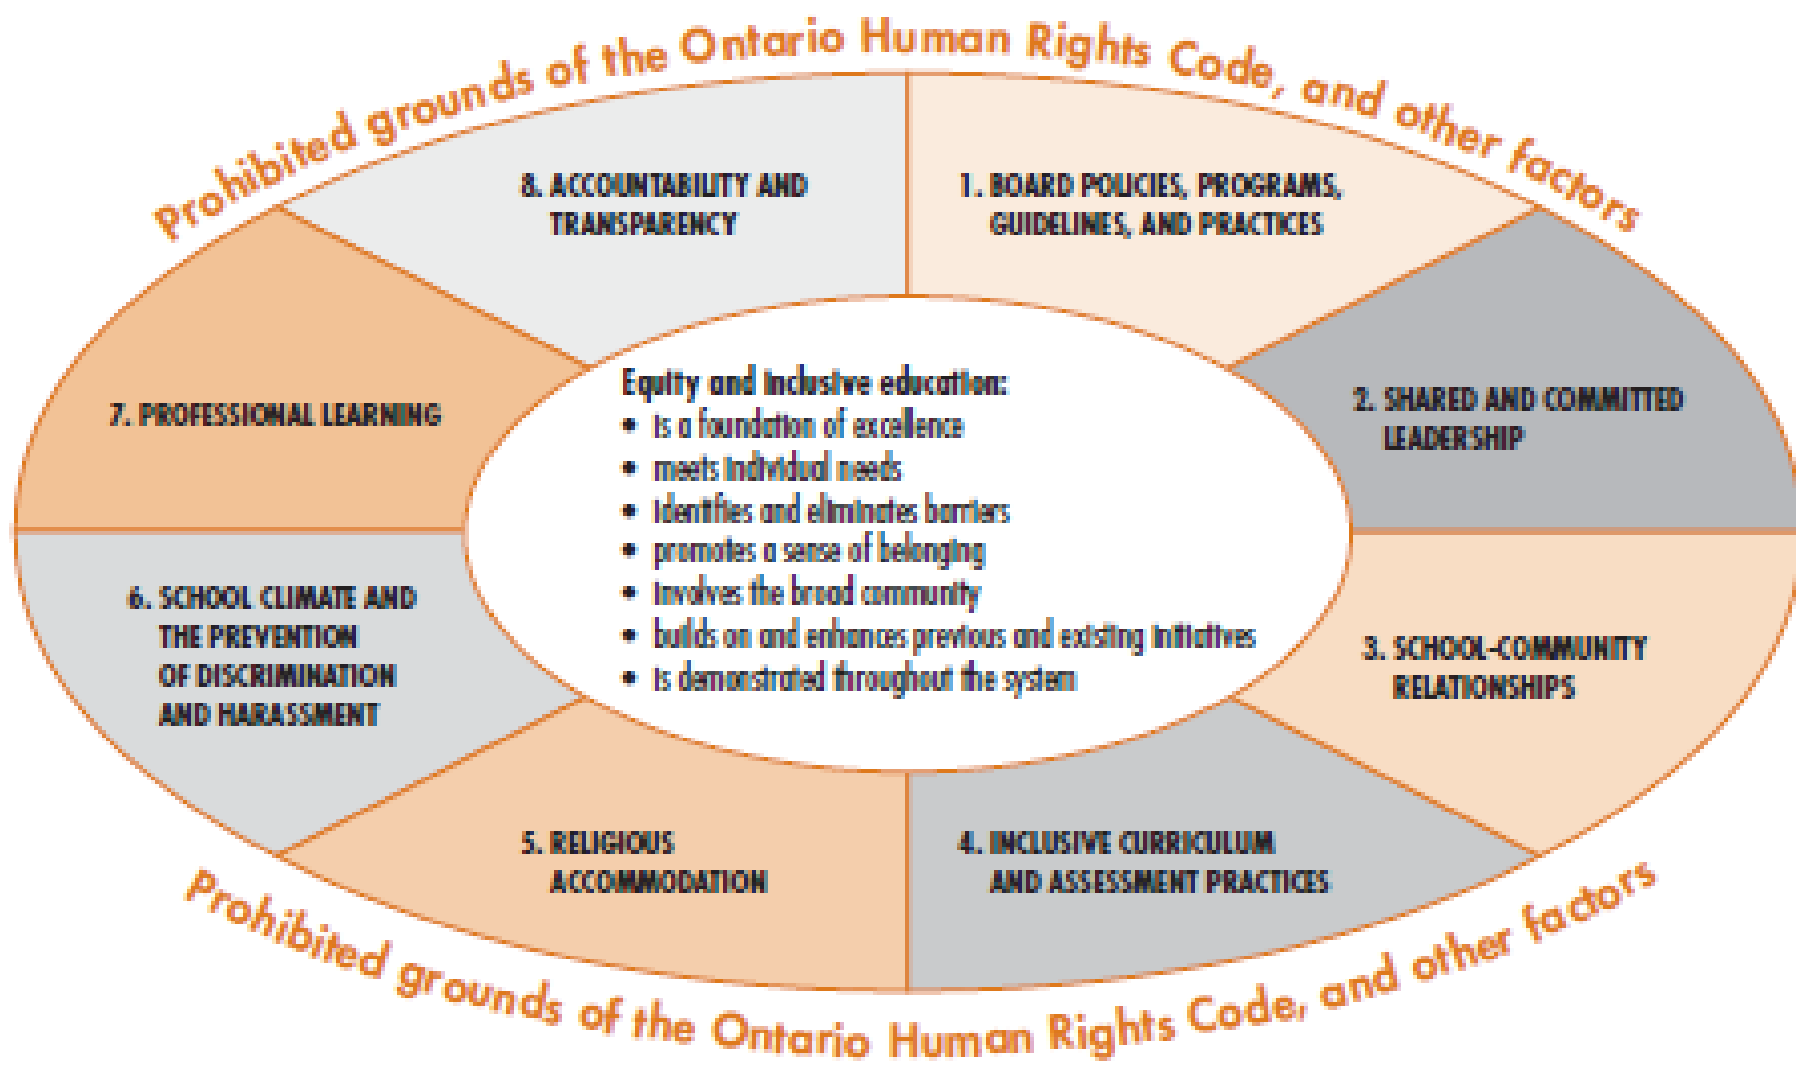 Prohibited grounds of the Ontario Human Rights Code, and other factors
8. ACCOUNTABILITY AND
TRANSPARENCY
1. BOARD POLICIES, PROGRAMS,
GUIDELINES, AND PRACTICES
7. PROFESSIONAL LEARNING
2. SHARED AND COMMITTED
LEADERSHIP
Equity and inclusive education:
• is a foundation of excellence
• meets individual needs
• identifies and eliminates barriers
• promotes a sense of belonging
• involves the broad community
• builds on and enhances previous and existing initiatives
• is demonstrated throughout the system
6. SCHOOL CLIMATE AND
THE PREVENTION
OF DISCRIMINATION
AND HARASSMENT
3. SCHOOL–COMMUNITY
RELATIONSHIPS
5. RELIGIOUS
ACCOMMODATION
4. INCLUSIVE CURRICULUM
AND ASSESSMENT PRACTICES
Prohibited grounds of the Ontario Human Rights Code, and other factors